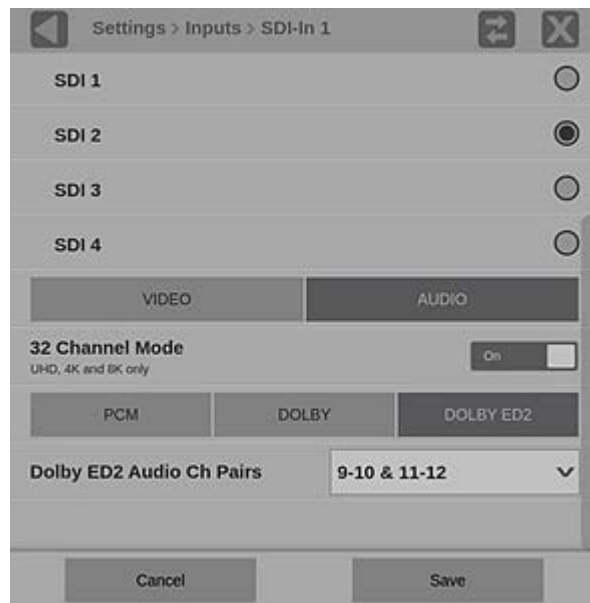 Settings > Inputs > SDI-In 1
SDI 1
SDI 2
SDI 3
SDI 4
VIDEO AUDIO
32 Channel Mode On
UHD, 4K and 8K only
PCM DOLBY DOLBY ED2
Dolby ED2 Audio Ch Pairs 9-10 & 11-12
Cancel Save